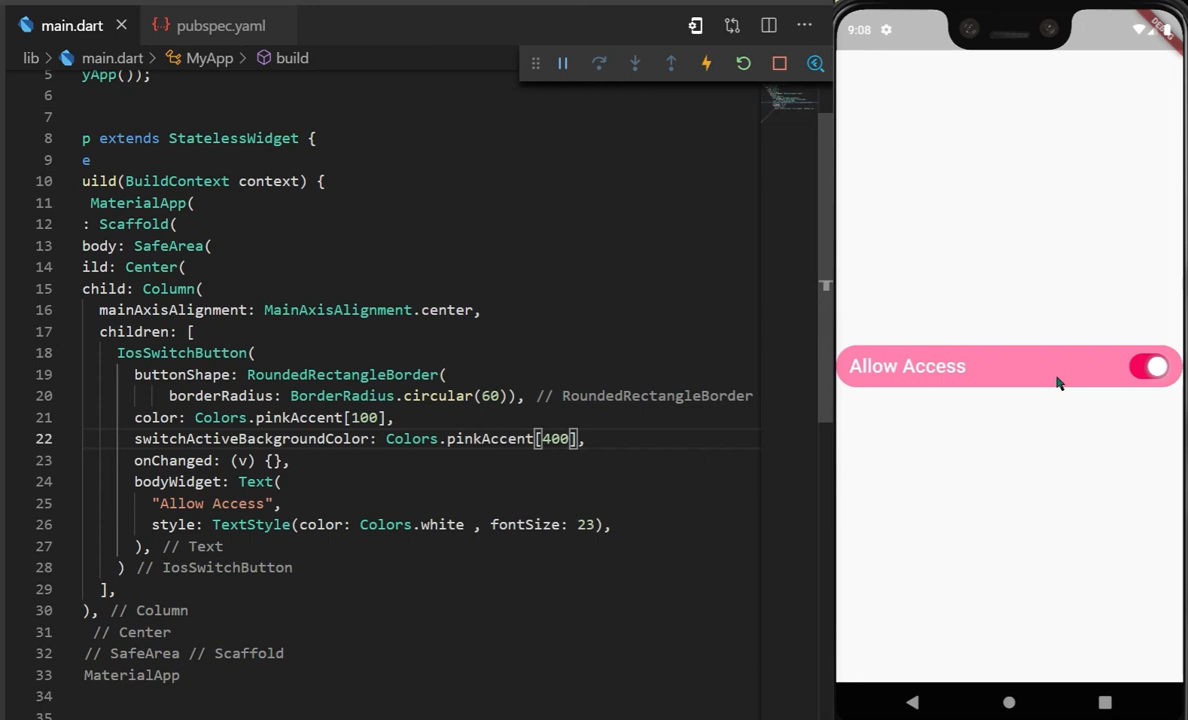 main.dart
pubspec.yaml
lib > main.dart > MyApp > build
5 yApp());
6
7
8 p extends StatelessWidget {
9 e
10 uild(BuildContext context) {
11 MaterialApp(
12 : Scaffold(
13 body: SafeArea(
14 ild: Center(
15 child: Column(
16 mainAxisAlignment: MainAxisAlignment.center,
17 children: [
18 IosSwitchButton(
19 buttonShape: RoundedRectangleBorder(
20 borderRadius: BorderRadius.circular(60)), // RoundedRectangleBorder
21 color: Colors.pinkAccent[100],
22 switchActiveBackgroundColor: Colors.pinkAccent[400],
23 onChanged: (v) {},
24 bodyWidget: Text(
25 "Allow Access",
26 style: TextStyle(color: Colors.white , fontSize: 23),
27 ), // Text
28 ) // IosSwitchButton
29 ],
30 ), // Column
31 // Center
32 // SafeArea // Scaffold
33 MaterialApp
34
35
9:08
DEBUG
Allow Access